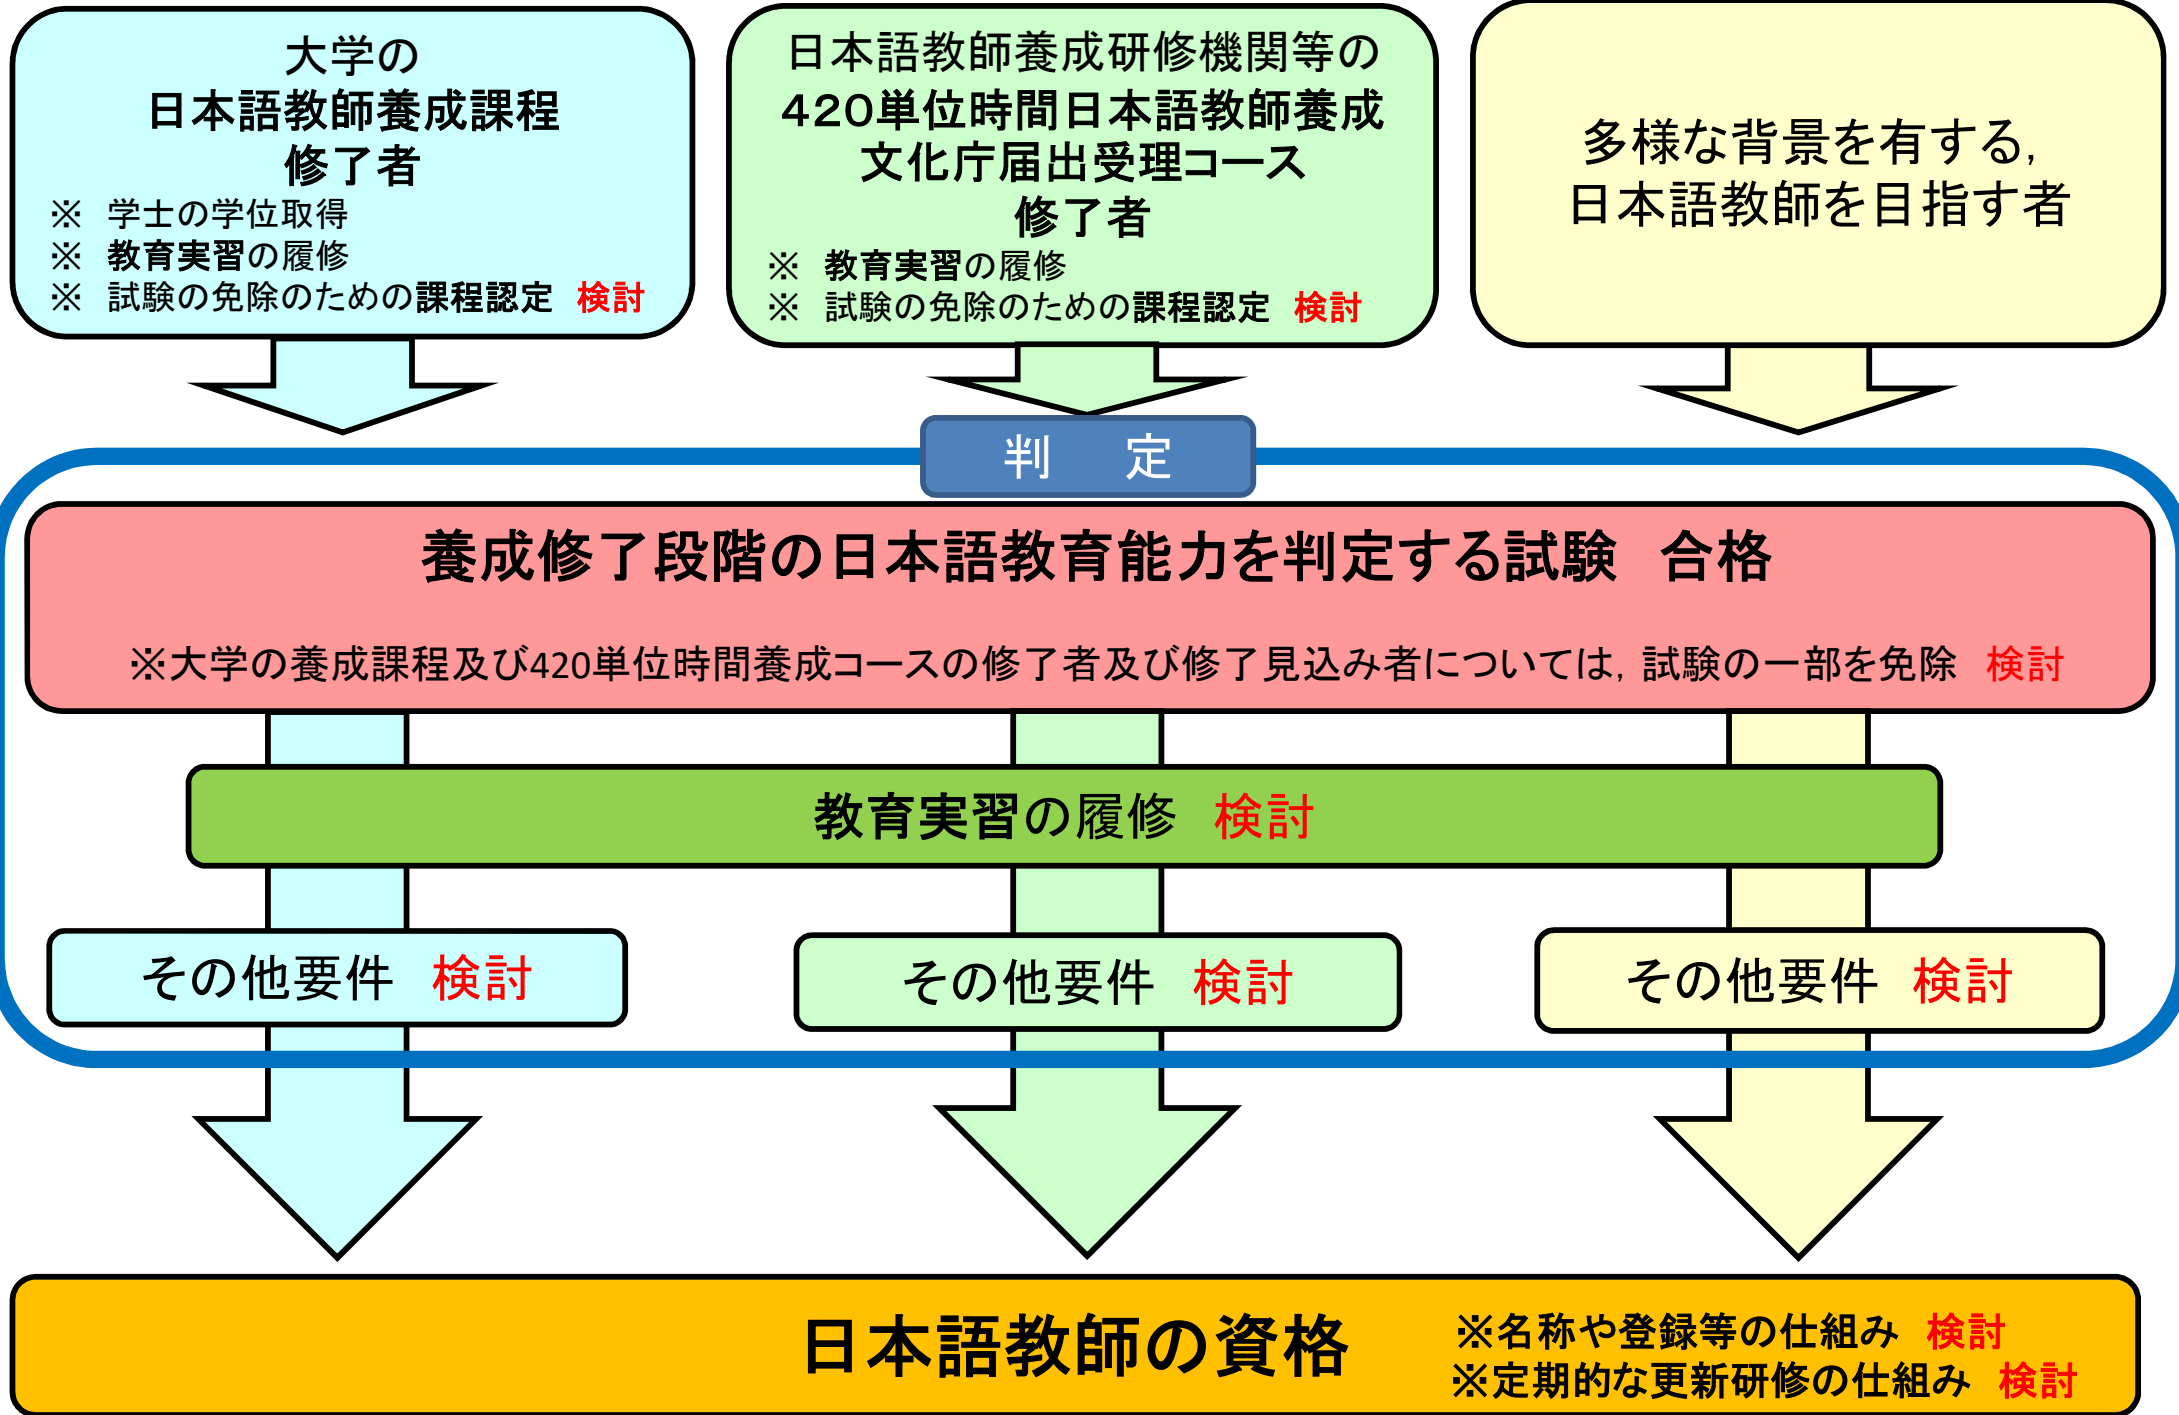 大学の
日本語教師養成課程
修了者
※　学士の学位取得
※　教育実習の履修
※　試験の免除のための課程認定　検討
日本語教師養成研修機関等の
４２０単位時間日本語教師養成
文化庁届出受理コース
修了者
※　教育実習の履修
※　試験の免除のための課程認定　検討
多様な背景を有する，
日本語教師を目指す者
判　定
養成修了段階の日本語教育能力を判定する試験　合格
※大学の養成課程及び420単位時間養成コースの修了者及び修了見込み者については，試験の一部を免除　検討
教育実習の履修　検討
その他要件　検討
その他要件　検討
その他要件　検討
日本語教師の資格
※名称や登録等の仕組み　検討
※定期的な更新研修の仕組み　検討